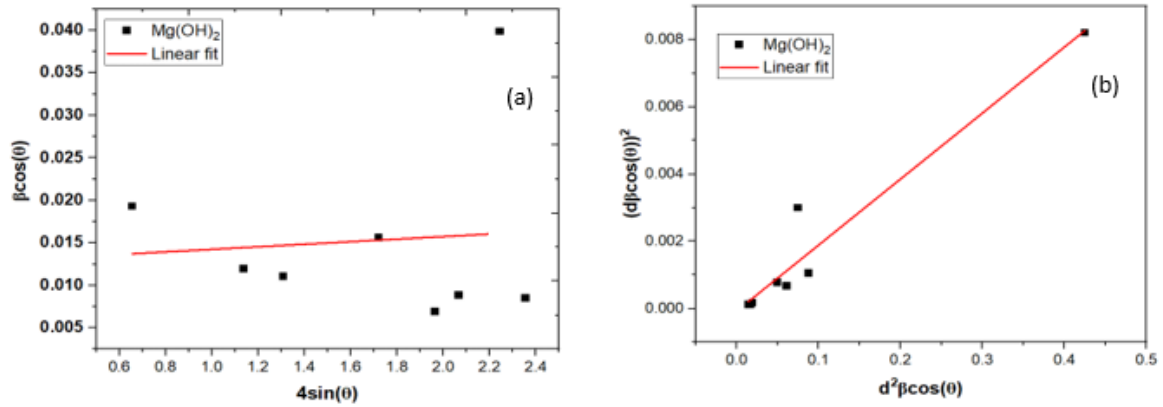 Mg(OH)₂
Linear fit
(a)
βcos(θ)
0.040
0.035
0.030
0.025
0.020
0.015
0.010
0.005
0.6 0.8 1.0 1.2 1.4 1.6 1.8 2.0 2.2 2.4
4sin(θ)
Mg(OH)₂
Linear fit
(b)
(dβcos(θ))²
0.008
0.006
0.004
0.002
0.000
0.0 0.1 0.2 0.3 0.4 0.5
d²βcos(θ)